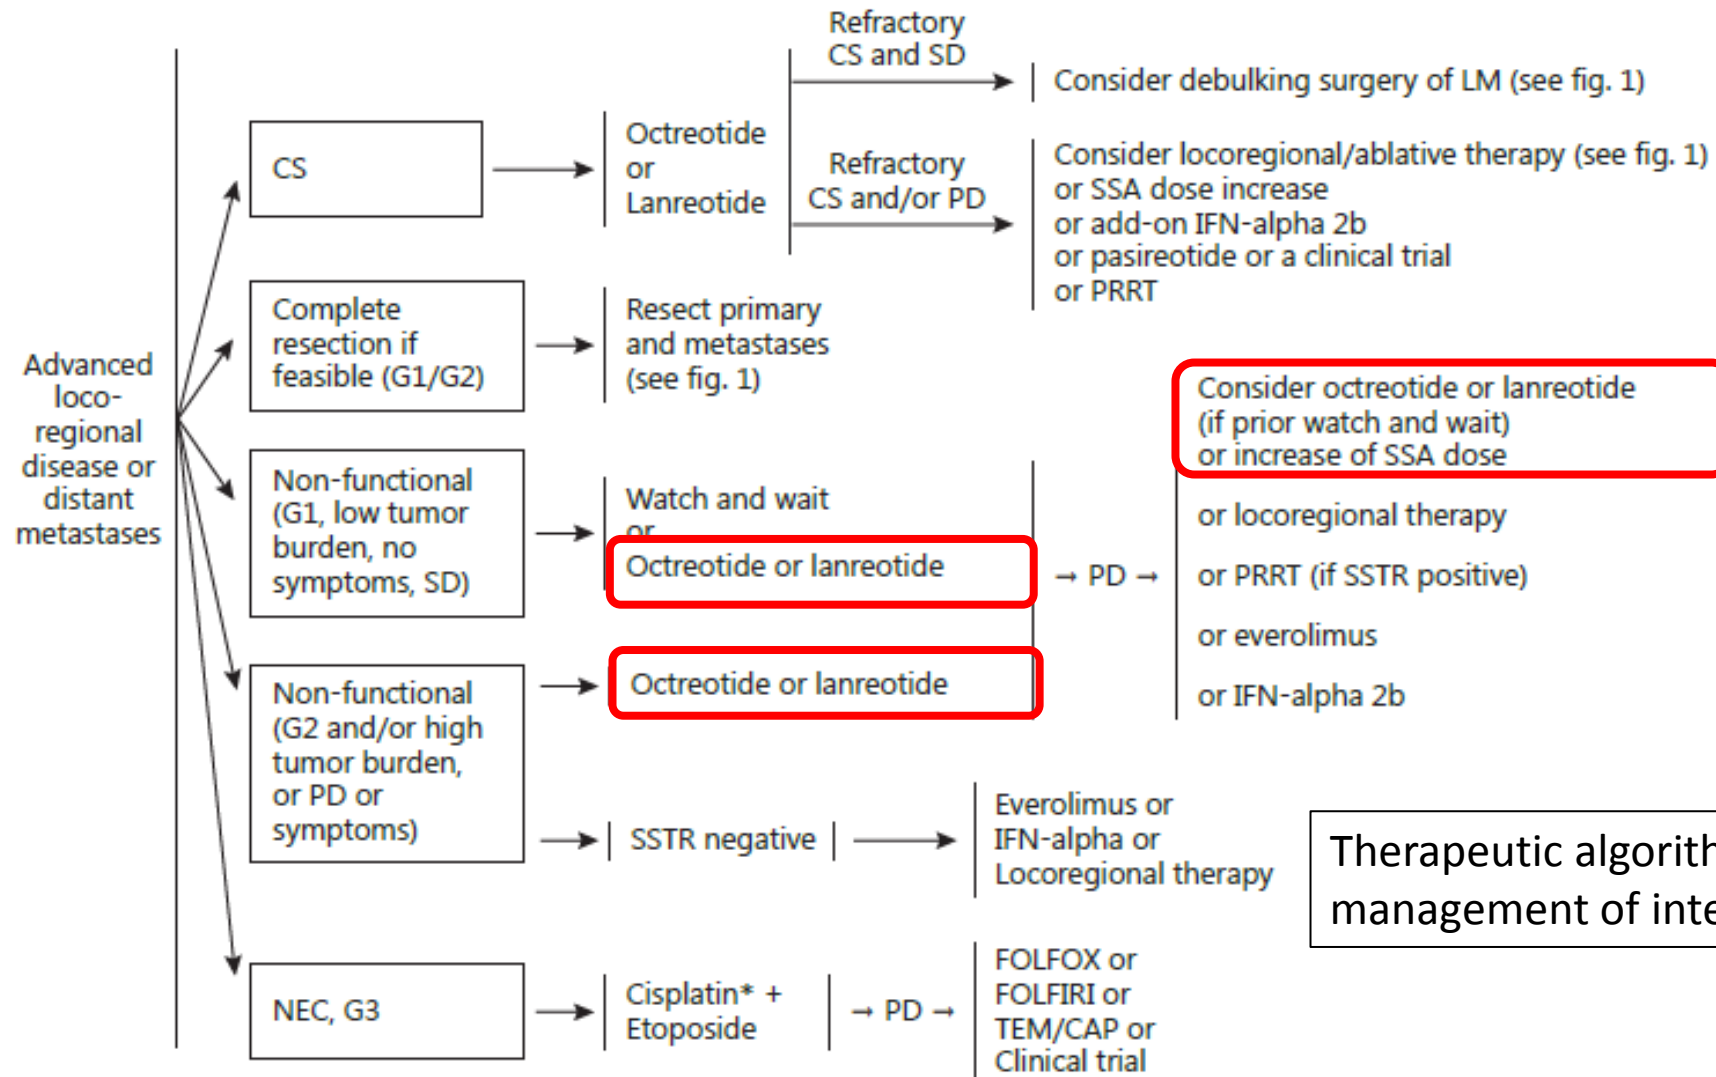 Advanced
loco-
regional
disease or
distant
metastases
CS
Octreotide
or
Lanreotide
Refractory
CS and SD
Consider debulking surgery of LM (see fig. 1)
Refractory
CS and/or PD
Consider locoregional/ablative therapy (see fig. 1)
or SSA dose increase
or add-on IFN-alpha 2b
or pasireotide or a clinical trial
or PRRT
Complete
resection if
feasible (G1/G2)
Resect primary
and metastases
(see fig. 1)
Non-functional
(G1, low tumor
burden, no
symptoms, SD)
Watch and wait
or
Octreotide or lanreotide
Non-functional
(G2 and/or high
tumor burden,
or PD or
symptoms)
Octreotide or lanreotide
→ PD →
Consider octreotide or lanreotide
(if prior watch and wait)
or increase of SSA dose
or locoregional therapy
or PRRT (if SSTR positive)
or everolimus
or IFN-alpha 2b
SSTR negative
Everolimus or
IFN-alpha or
Locoregional therapy
NEC, G3
Cisplatin* +
Etoposide
→ PD →
FOLFOX or
FOLFIRI or
TEM/CAP or
Clinical trial
Therapeutic
management of